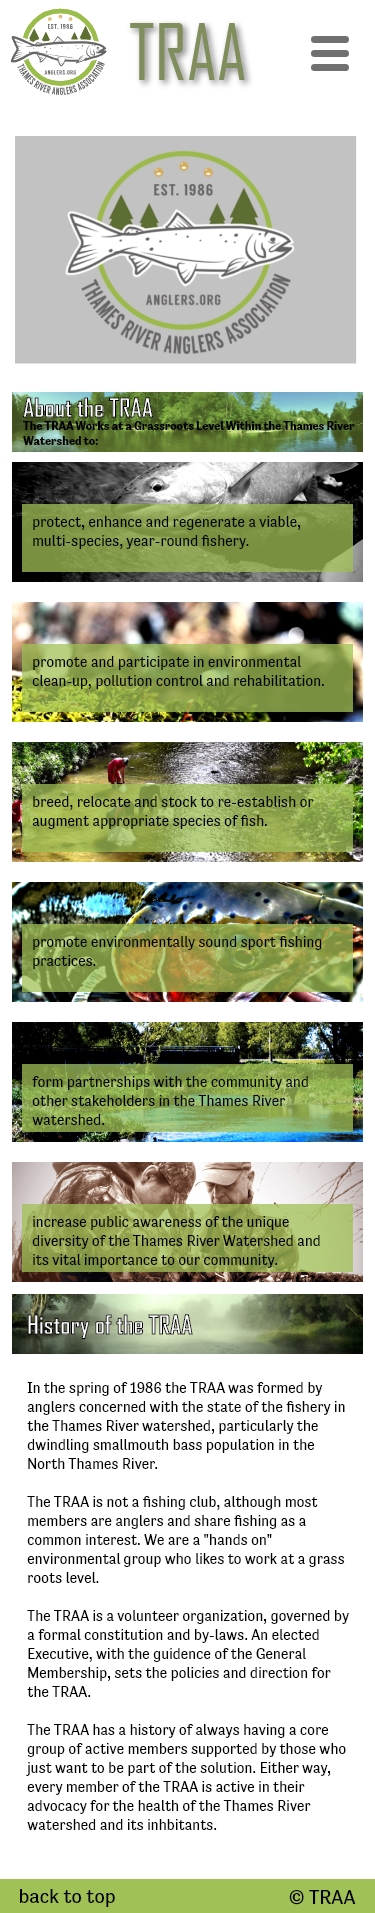 EST. 1986
ANGLERS.ORG
THAMES RIVER ANGLERS ASSOCIATION
TRAA
EST. 1986
ANGLERS.ORG
THAMES RIVER ANGLERS ASSOCIATION
About the TRAA
The TRAA Works at a Grassroots Level Within the Thames River
Watershed to:
protect, enhance and regenerate a viable,
multi-species, year-round fishery.
promote and participate in environmental
clean-up, pollution control and rehabilitation.
breed, relocate and stock to re-establish or
augment appropriate species of fish.
promote environmentally sound sport fishing
practices.
form partnerships with the community and
other stakeholders in the Thames River
watershed.
increase public awareness of the unique
diversity of the Thames River Watershed and
its vital importance to our community.
History of the TRAA
In the spring of 1986 the TRAA was formed by
anglers concerned with the state of the fishery in
the Thames River watershed, particularly the
dwindling smallmouth bass population in the
North Thames River.
The TRAA is not a fishing club, although most
members are anglers and share fishing as a
common interest. We are a "hands on"
environmental group who likes to work at a grass
roots level.
The TRAA is a volunteer organization, governed by
a formal constitution and by-laws. An elected
Executive, with the guidence of the General
Membership, sets the policies and direction for
the TRAA.
The TRAA has a history of always having a core
group of active members supported by those who
just want to be part of the solution. Either way,
every member of the TRAA is active in their
advocacy for the health of the Thames River
watershed and its inhbitants.
back to top
© TRAA